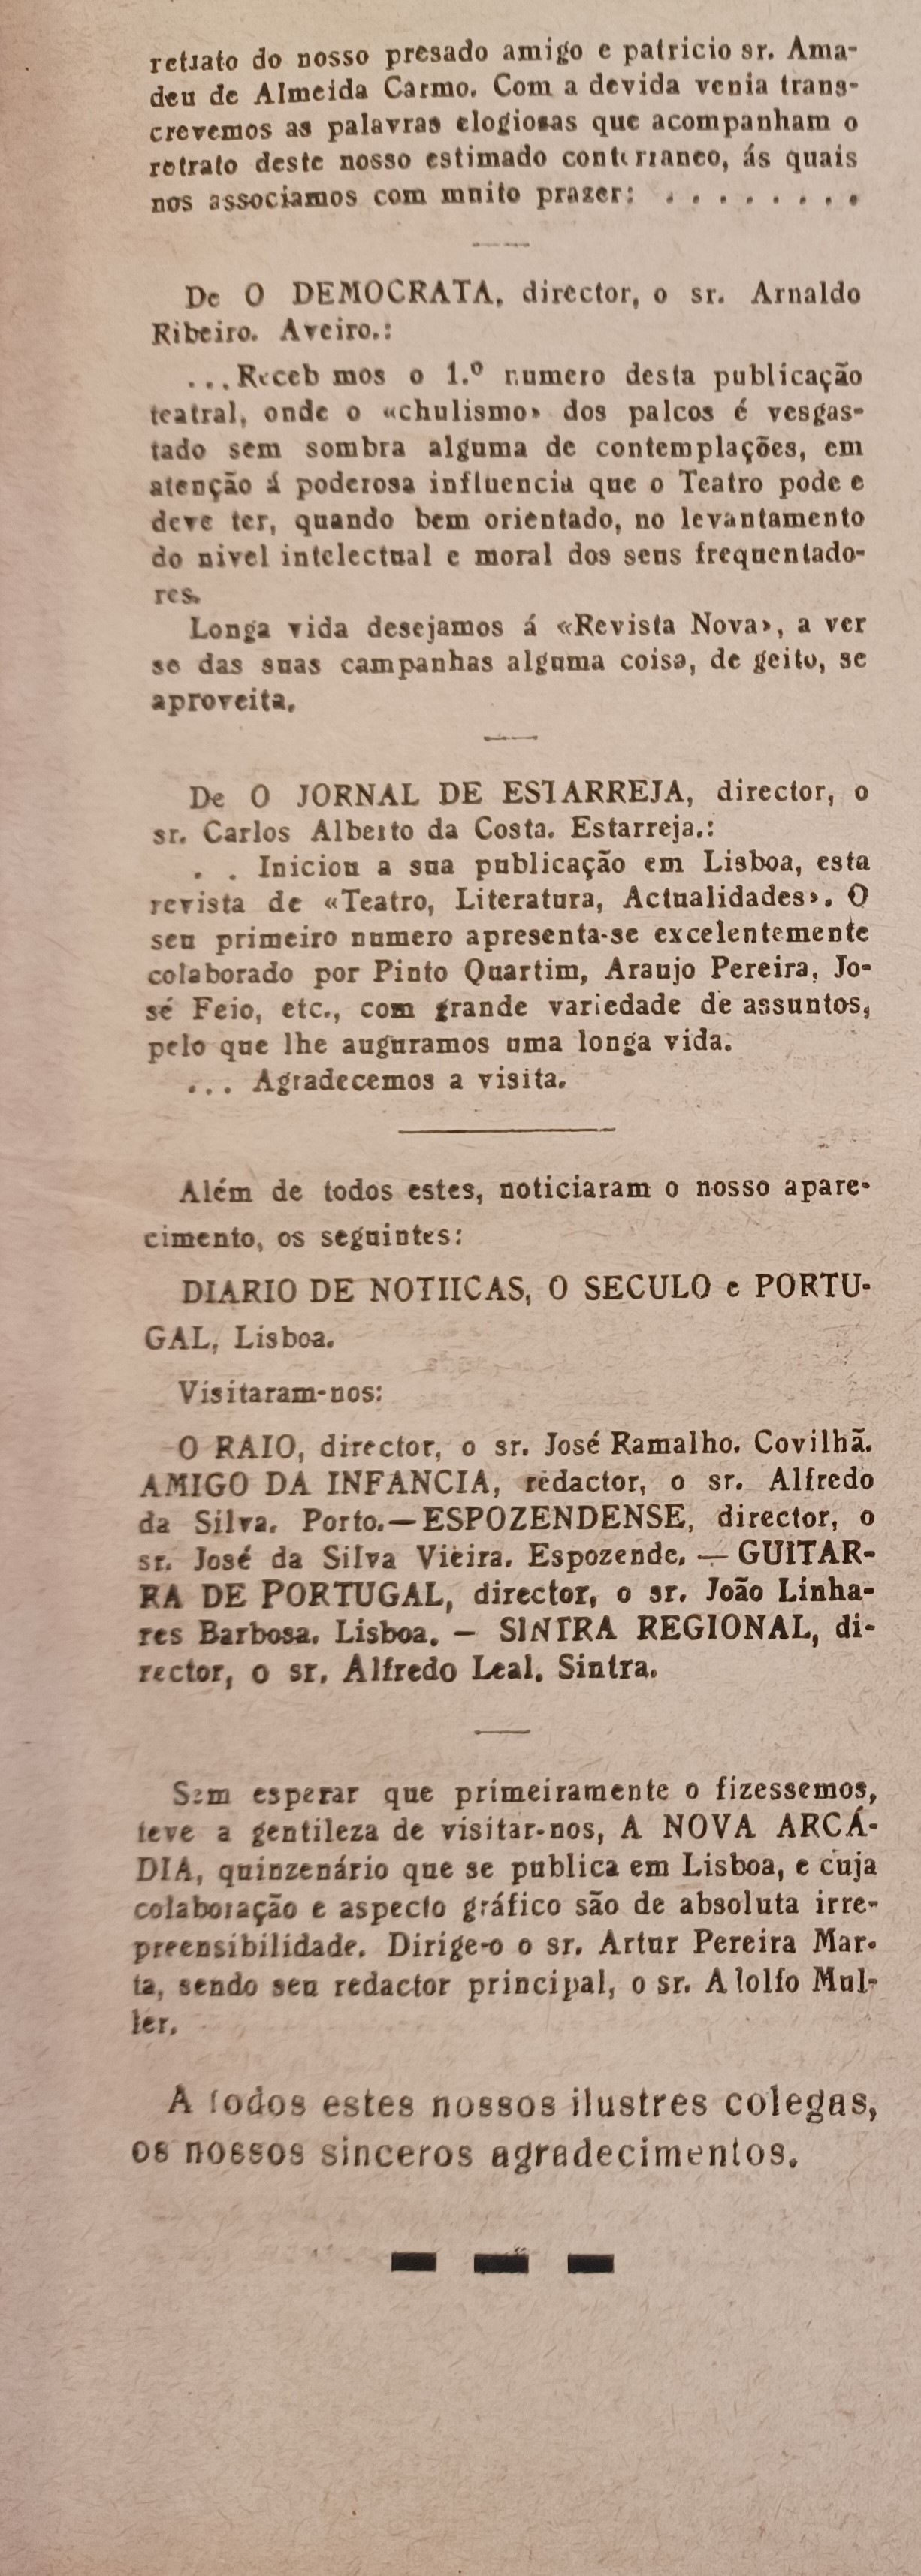 retrato do nosso presado amigo e patricio sr. Ama-
deu de Almeida Carmo. Com a devida venia trans-
crevemos as palavras elogiosas que acompanham o
retrato deste nosso estimado conterraneo, ás quais
nos associamos com muito prazer: . . . . . . . .
De O DEMOCRATA, director, o sr. Arnaldo
Ribeiro. Aveiro.:
...Receb mos o 1.º numero desta publicação
teatral, onde o «chulismo» dos palcos é vesgas-
tado sem sombra alguma de contemplações, em
atenção á poderosa influencia que o Teatro pode e
deve ter, quando bem orientado, no levantamento
do nivel intelectual e moral dos seus frequentado-
res.
Longa vida desejamos á «Revista Nova», a ver
se das suas campanhas alguma coisa, de geito, se
aproveita.
De O JORNAL DE ESTARREJA, director, o
sr. Carlos Alberto da Costa. Estarreja.:
. . Iniciou a sua publicação em Lisboa, esta
revista de «Teatro, Literatura, Actualidades». O
seu primeiro numero apresenta-se excelentemente
colaborado por Pinto Quartim, Araujo Pereira, Jo-
sé Feio, etc., com grande variedade de assuntos,
pelo que lhe auguramos uma longa vida.
... Agradecemos a visita.
Além de todos estes, noticiaram o nosso apare-
cimento, os seguintes:
DIARIO DE NOTIICAS, O SECULO e PORTU-
GAL, Lisboa.
Visitaram-nos:
O RAIO, director, o sr. José Ramalho. Covilhã.
AMIGO DA INFANCIA, redactor, o sr. Alfredo
da Silva. Porto.—ESPOZENDENSE, director, o
sr. José da Silva Vieira. Espozende. — GUITAR-
RA DE PORTUGAL, director, o sr. João Linha-
res Barbosa. Lisboa. — SINTRA REGIONAL, di-
rector, o sr. Alfredo Leal. Sintra.
Sem esperar que primeiramente o fizessemos,
teve a gentileza de visitar-nos, A NOVA ARCÁ-
DIA, quinzenário que se publica em Lisboa, e cuja
colaboração e aspecto gráfico são de absoluta irre-
preensibilidade. Dirige-o o sr. Artur Pereira Mar-
ta, sendo seu redactor principal, o sr. Adolfo Mul-
ler.
A todos estes nossos ilustres colegas,
os nossos sinceros agradecimentos.